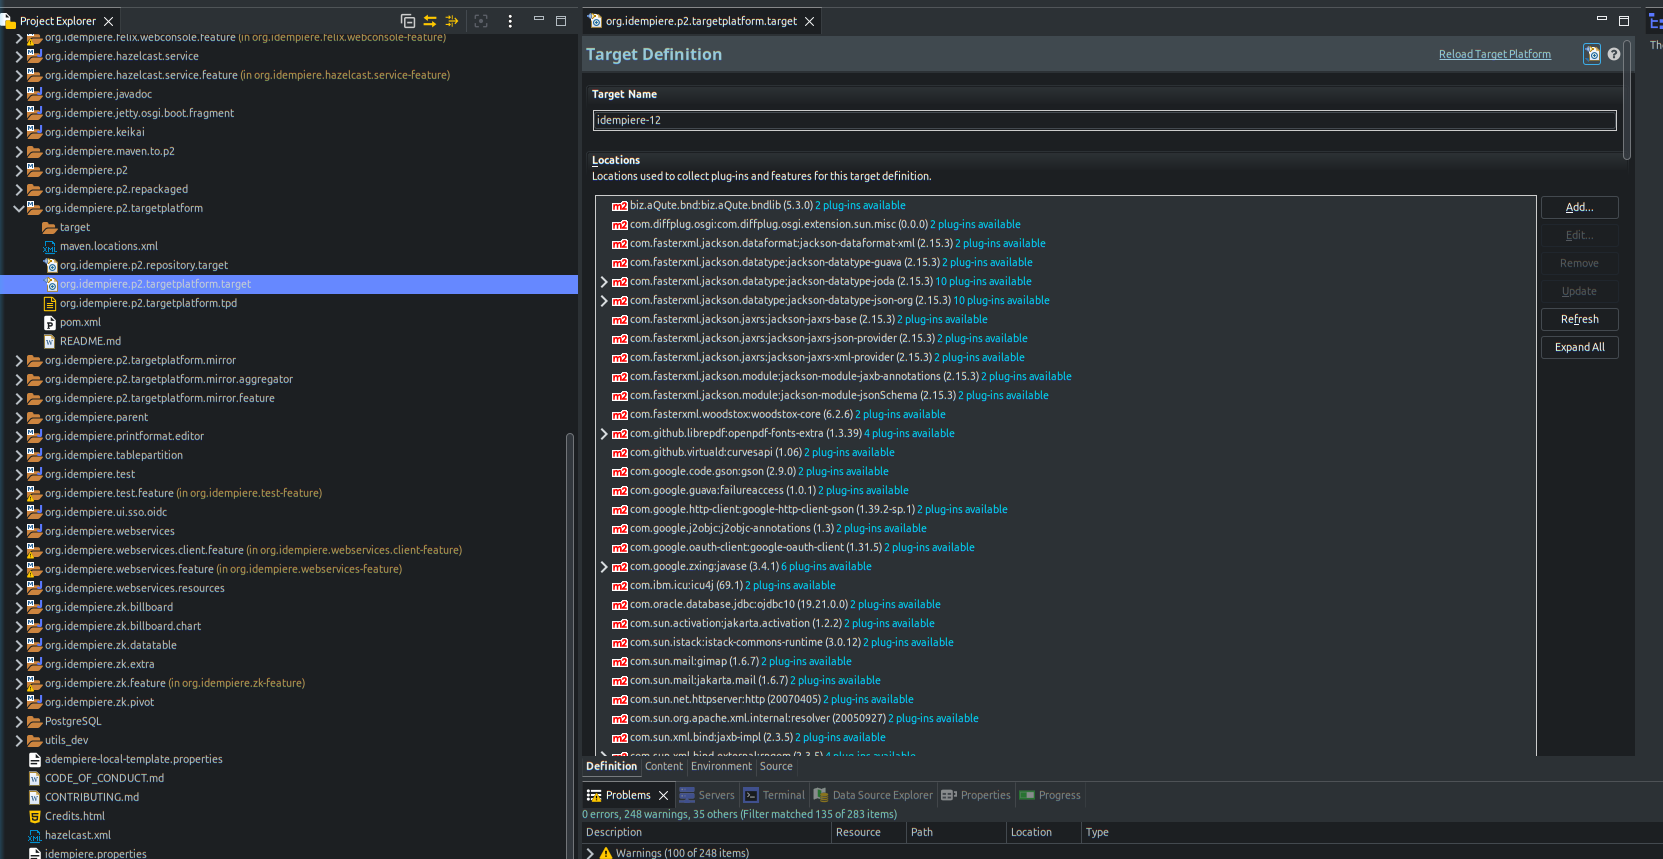 Project Explorer
org.idempiere.felix.webconsole.feature (in org.idempiere.felix.webconsole-feature)
org.idempiere.hazelcast.service
org.idempiere.hazelcast.service.feature (in org.idempiere.hazelcast.service-feature)
org.idempiere.javadoc
org.idempiere.jetty.osgi.boot.fragment
org.idempiere.keikai
org.idempiere.maven.to.p2
org.idempiere.p2
org.idempiere.p2.repackaged
org.idempiere.p2.targetplatform
target
maven.locations.xml
org.idempiere.p2.repository.target
org.idempiere.p2.targetplatform.target
org.idempiere.p2.targetplatform.tpd
pom.xml
README.md
org.idempiere.p2.targetplatform.mirror
org.idempiere.p2.targetplatform.mirror.aggregator
org.idempiere.p2.targetplatform.mirror.feature
org.idempiere.parent
org.idempiere.printformat.editor
org.idempiere.tablepartition
org.idempiere.test
org.idempiere.test.feature (in org.idempiere.test-feature)
org.idempiere.ui.sso.oidc
org.idempiere.webservices
org.idempiere.webservices.client.feature (in org.idempiere.webservices.client-feature)
org.idempiere.webservices.feature (in org.idempiere.webservices-feature)
org.idempiere.webservices.resources
org.idempiere.zk.billboard
org.idempiere.zk.billboard.chart
org.idempiere.zk.datatable
org.idempiere.zk.extra
org.idempiere.zk.feature (in org.idempiere.zk-feature)
org.idempiere.zk.pivot
PostgreSQL
utils_dev
adempiere-local-template.properties
CODE_OF_CONDUCT.md
CONTRIBUTING.md
Credits.html
hazelcast.xml
idempiere.properties
org.idempiere.p2.targetplatform.target
Target Definition
Reload Target Platform
Target Name
idempiere-12
Locations
Locations used to collect plug-ins and features for this target definition.
biz.aQute.bnd:biz.aQute.bndlib (5.3.0) 2 plug-ins available
com.diffplug.osgi:com.diffplug.osgi.extension.sun.misc (0.0.0) 2 plug-ins available
com.fasterxml.jackson.dataformat:jackson-dataformat-xml (2.15.3) 2 plug-ins available
com.fasterxml.jackson.datatype:jackson-datatype-guava (2.15.3) 2 plug-ins available
com.fasterxml.jackson.datatype:jackson-datatype-joda (2.15.3) 10 plug-ins available
com.fasterxml.jackson.datatype:jackson-datatype-json-org (2.15.3) 10 plug-ins available
com.fasterxml.jackson.jaxrs:jackson-jaxrs-base (2.15.3) 2 plug-ins available
com.fasterxml.jackson.jaxrs:jackson-jaxrs-json-provider (2.15.3) 2 plug-ins available
com.fasterxml.jackson.jaxrs:jackson-jaxrs-xml-provider (2.15.3) 2 plug-ins available
com.fasterxml.jackson.module:jackson-module-jaxb-annotations (2.15.3) 2 plug-ins available
com.fasterxml.jackson.module:jackson-module-jsonSchema (2.15.3) 2 plug-ins available
com.fasterxml.woodstox:woodstox-core (6.2.6) 2 plug-ins available
com.github.librepdf:openpdf-fonts-extra (1.3.39) 4 plug-ins available
com.github.virtuald:curvesapi (1.06) 2 plug-ins available
com.google.code.gson:gson (2.9.0) 2 plug-ins available
com.google.guava:failureaccess (1.0.1) 2 plug-ins available
com.google.http-client:google-http-client-gson (1.39.2-sp.1) 2 plug-ins available
com.google.j2objc:j2objc-annotations (1.3) 2 plug-ins available
com.google.oauth-client:google-oauth-client (1.31.5) 2 plug-ins available
com.google.zxing:javase (3.4.1) 6 plug-ins available
com.ibm.icu:icu4j (69.1) 2 plug-ins available
com.oracle.database.jdbc:ojdbc10 (19.21.0.0) 2 plug-ins available
com.sun.activation:jakarta.activation (1.2.2) 2 plug-ins available
com.sun.istack:istack-commons-runtime (3.0.12) 2 plug-ins available
com.sun.mail:gimap (1.6.7) 2 plug-ins available
com.sun.mail:jakarta.mail (1.6.7) 2 plug-ins available
com.sun.net.httpserver:http (20070405) 2 plug-ins available
com.sun.org.apache.xml.internal:resolver (20050927) 2 plug-ins available
com.sun.xml.bind:jaxb-impl (2.3.5) 2 plug-ins available
com.sun.xml.bind.external:rngom (2.3.5) 4 plug-ins available
Add...
Edit...
Remove
Update
Refresh
Expand All
Definition Content Environment Source
Problems Servers Terminal Data Source Explorer Properties Progress
0 errors, 248 warnings, 35 others (Filter matched 135 of 283 items)
Description Resource Path Location Type
Warnings (100 of 248 items)